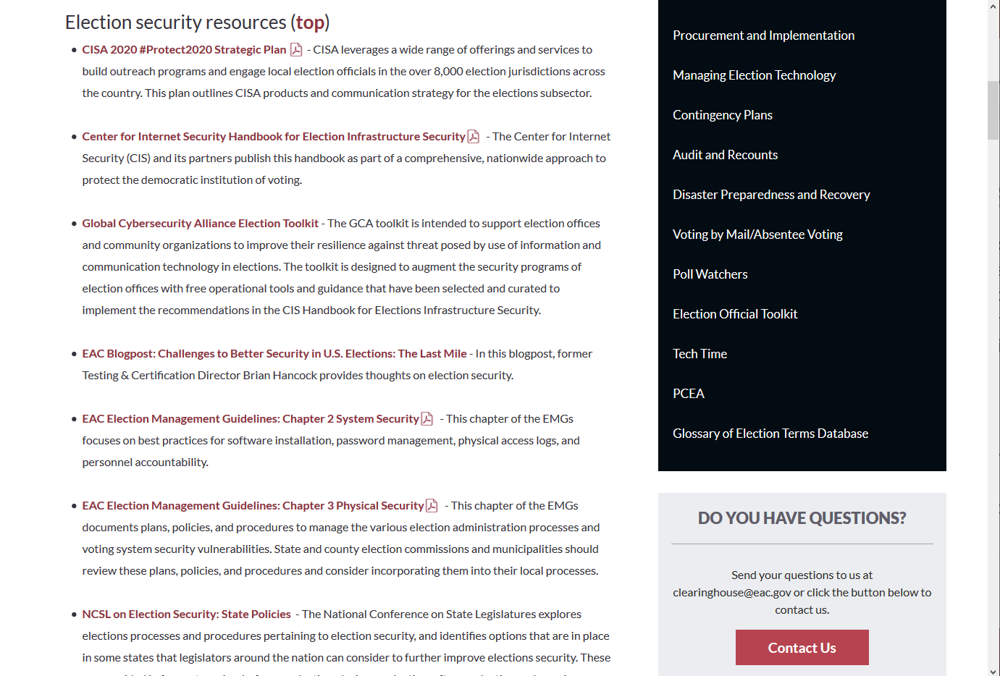 Election security resources (top)
• CISA 2020 #Protect2020 Strategic Plan - CISA leverages a wide range of offerings and services to
build outreach programs and engage local election officials in the over 8,000 election jurisdictions across
the country. This plan outlines CISA products and communication strategy for the elections subsector.
• Center for Internet Security Handbook for Election Infrastructure Security - The Center for Internet
Security (CIS) and its partners publish this handbook as part of a comprehensive, nationwide approach to
protect the democratic institution of voting.
• Global Cybersecurity Alliance Election Toolkit - The GCA toolkit is intended to support election offices
and community organizations to improve their resilience against threat posed by use of information and
communication technology in elections. The toolkit is designed to augment the security programs of
election offices with free operational tools and guidance that have been selected and curated to
implement the recommendations in the CIS Handbook for Elections Infrastructure Security.
• EAC Blogpost: Challenges to Better Security in U.S. Elections: The Last Mile - In this blogpost, former
Testing & Certification Director Brian Hancock provides thoughts on election security.
• EAC Election Management Guidelines: Chapter 2 System Security - This chapter of the EMGs
focuses on best practices for software installation, password management, physical access logs, and
personnel accountability.
• EAC Election Management Guidelines: Chapter 3 Physical Security - This chapter of the EMGs
documents plans, policies, and procedures to manage the various election administration processes and
voting system security vulnerabilities. State and county election commissions and municipalities should
review these plans, policies, and procedures and consider incorporating them into their local processes.
• NCSL on Election Security: State Policies - The National Conference on State Legislatures explores
elections processes and procedures pertaining to election security, and identifies options that are in place
in some states that legislators around the nation can consider to further improve elections security. These
Procurement and Implementation
Managing Election Technology
Contingency Plans
Audit and Recounts
Disaster Preparedness and Recovery
Voting by Mail/Absentee Voting
Poll Watchers
Election Official Toolkit
Tech Time
PCEA
Glossary of Election Terms Database
DO YOU HAVE QUESTIONS?
Send your questions to us at
clearinghouse@eac.gov or click the button below to
contact us.
Contact Us